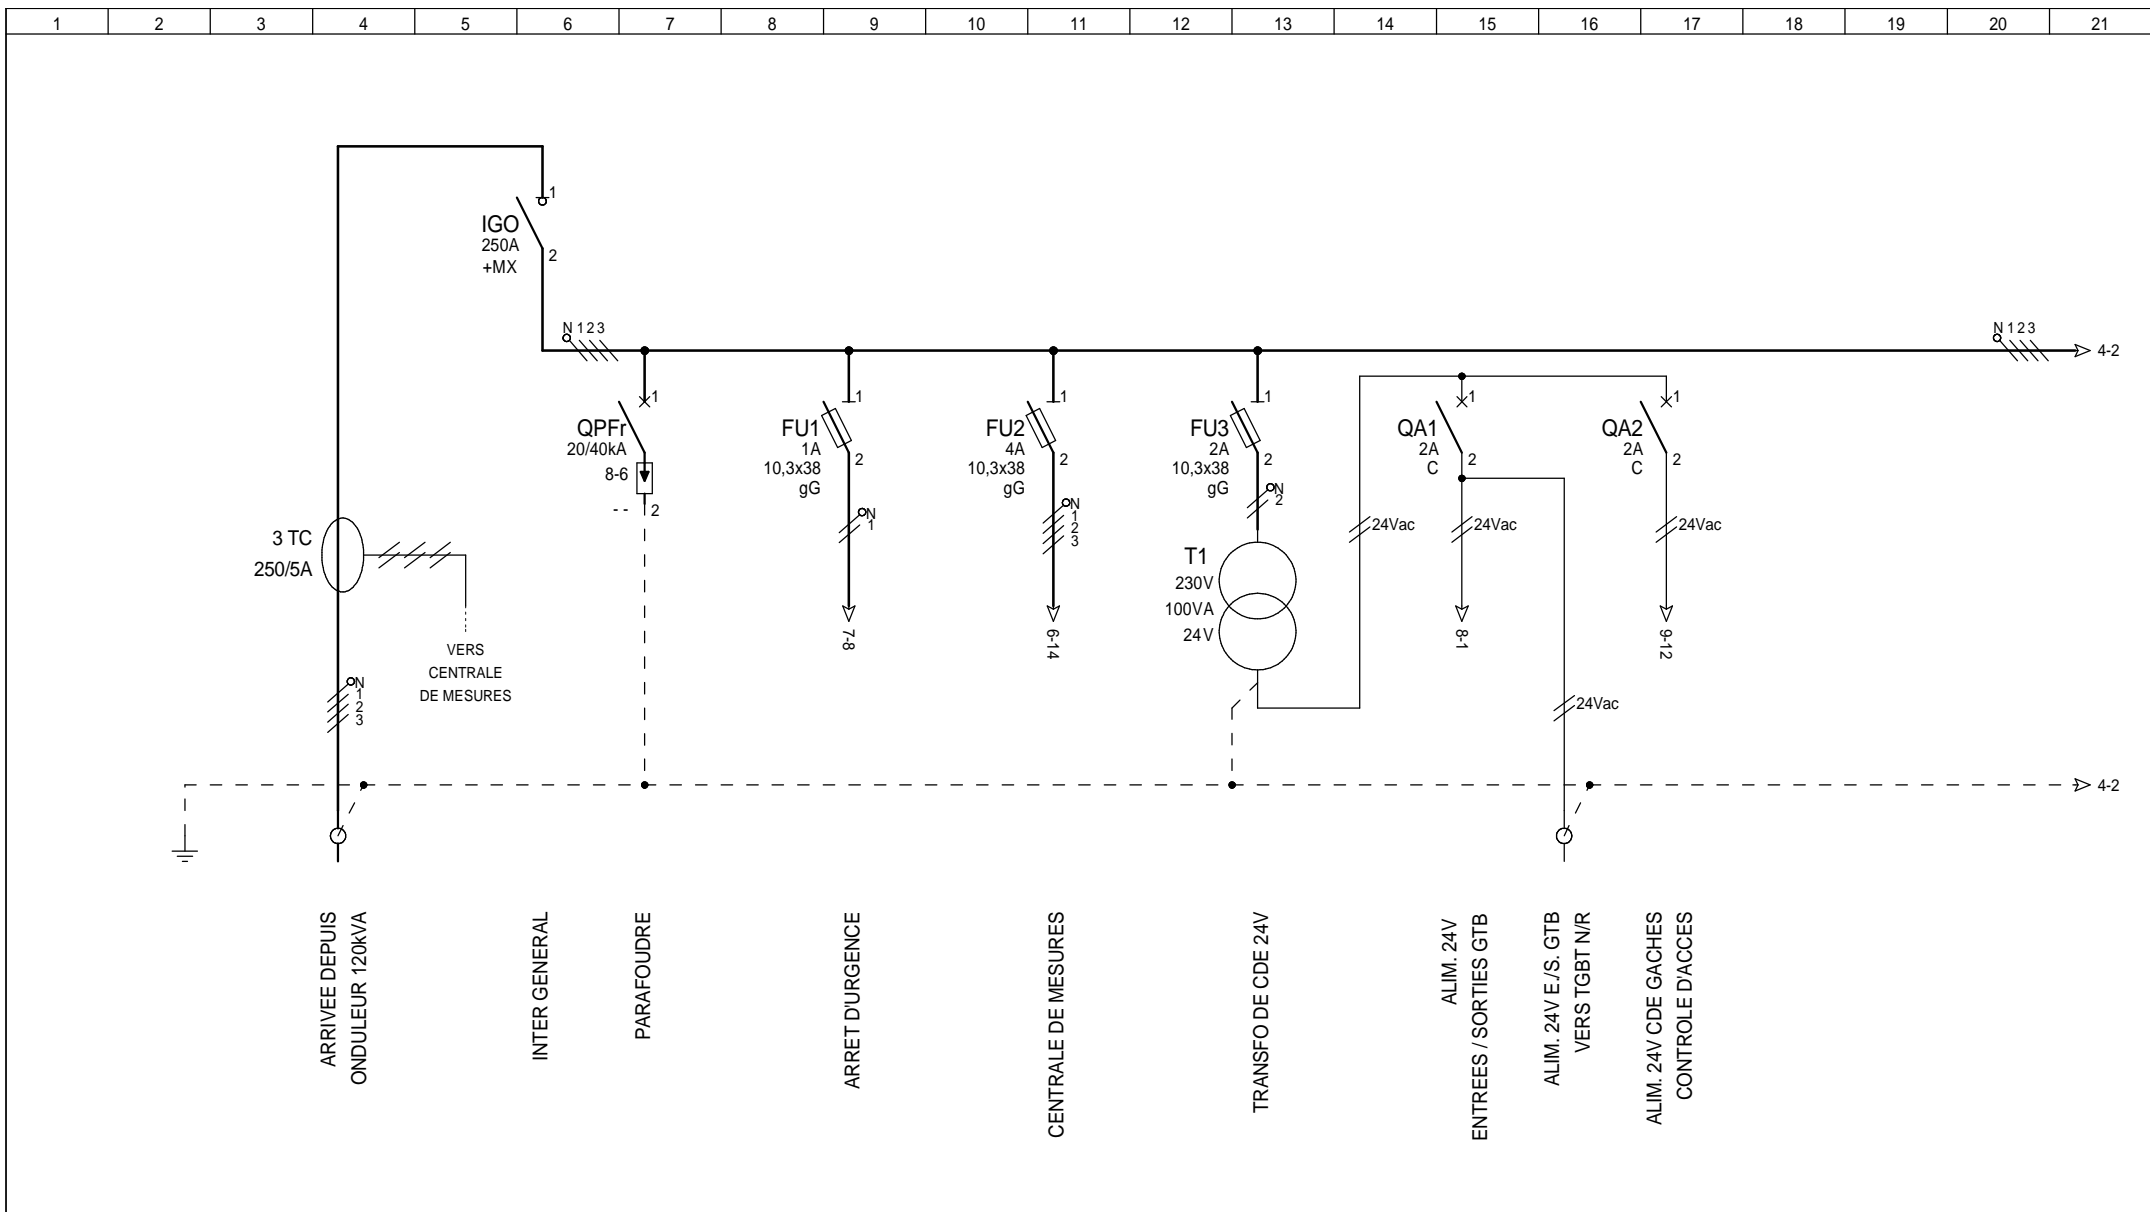 1 2 3 4 5 6 7 8 9 10 11 12 13 14 15 16 17 18 19 20 21
1
IGO
250A
+MX
2
N 1 2 3
N 1 2 3
4-2
1
QPFr
20/40kA
8-6
- -
2
1
FU1
1A
10,3x38
gG
2
N
1
7-8
1
FU2
4A
10,3x38
gG
2
N
1
2
3
6-14
1
FU3
2A
10,3x38
gG
2
N
2
T1
230V
100VA
24V
24Vac
1
QA1
2A
C
2
24Vac
8-1
24Vac
1
QA2
2A
C
2
24Vac
9-12
3 TC
250/5A
VERS
CENTRALE
DE MESURES
N
1
2
3
4-2
ARRIVEE DEPUIS
ONDULEUR 120kVA
INTER GENERAL
PARAFOUDRE
ARRET D'URGENCE
CENTRALE DE MESURES
TRANSFO DE CDE 24V
ALIM. 24V
ENTREES / SORTIES GTB
ALIM. 24V E./S. GTB
VERS TGBT N/R
ALIM. 24V CDE GACHES
CONTROLE D'ACCES